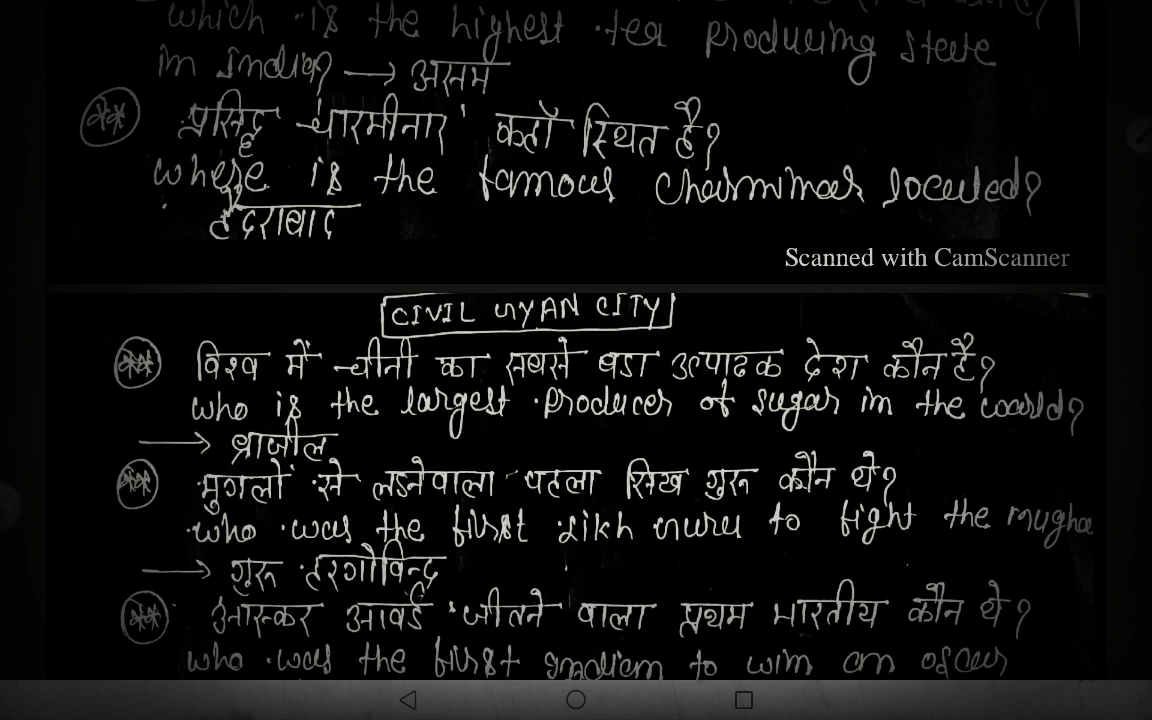 which is the highest tea producing state
in India? → असम
** प्रसिद्ध 'चारमीनार' कहाँ स्थित है?
where is the famous charminar located?
हैदराबाद
Scanned with CamScanner
CIVIL GYAN CITY
** विश्व में चीनी का सबसे बडा उत्पादक देश कौन है?
who is the largest producer of sugar in the world?
→ ब्राजील
** मुगलों से लडनेवाला पहला सिख गुरू कौन थे?
who was the first sikh guru to fight the mugha
→ गुरू हरगोविन्द
** आस्कर आवर्ड जीतने वाला प्रथम भारतीय कौन थे?
who was the first indian to win an oscar